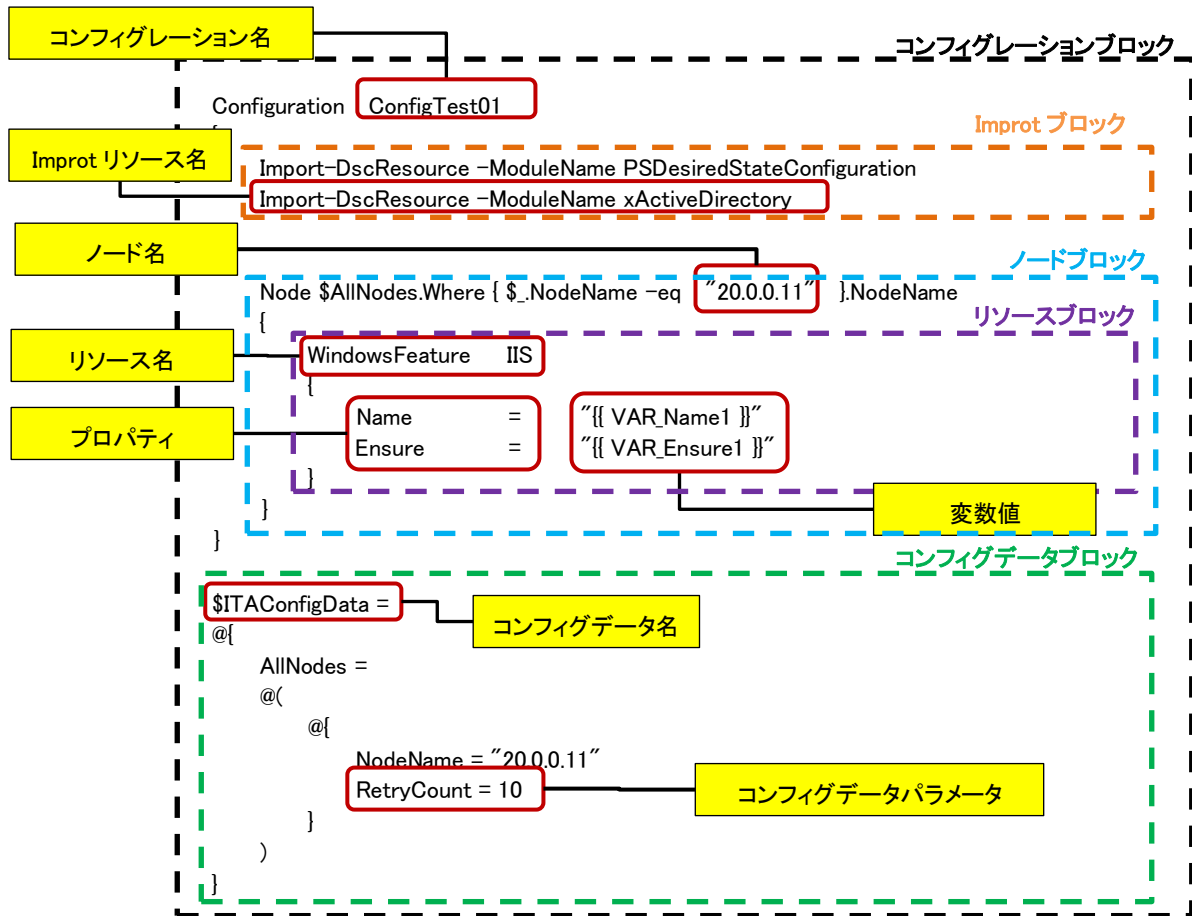 コンフィグレーション名
コンフィグレーションブロック
Configuration ConfigTest01
{
Improt ブロック
Improt リソース名
Import-DscResource –ModuleName PSDesiredStateConfiguration
Import-DscResource –ModuleName xActiveDirectory
ノード名
ノードブロック
Node $AllNodes.Where { $_.NodeName –eq "20.0.0.11" }.NodeName
{
リソースブロック
リソース名
WindowsFeature IIS
{
プロパティ
Name = "{{ VAR_Name1 }}"
Ensure = "{{ VAR_Ensure1 }}"
}
}
変数値
}
コンフィグデータブロック
$ITAConfigData =
コンフィグデータ名
@{
AllNodes =
@(
@{
NodeName = "20.0.0.11"
RetryCount = 10
コンフィグデータパラメータ
}
)
}